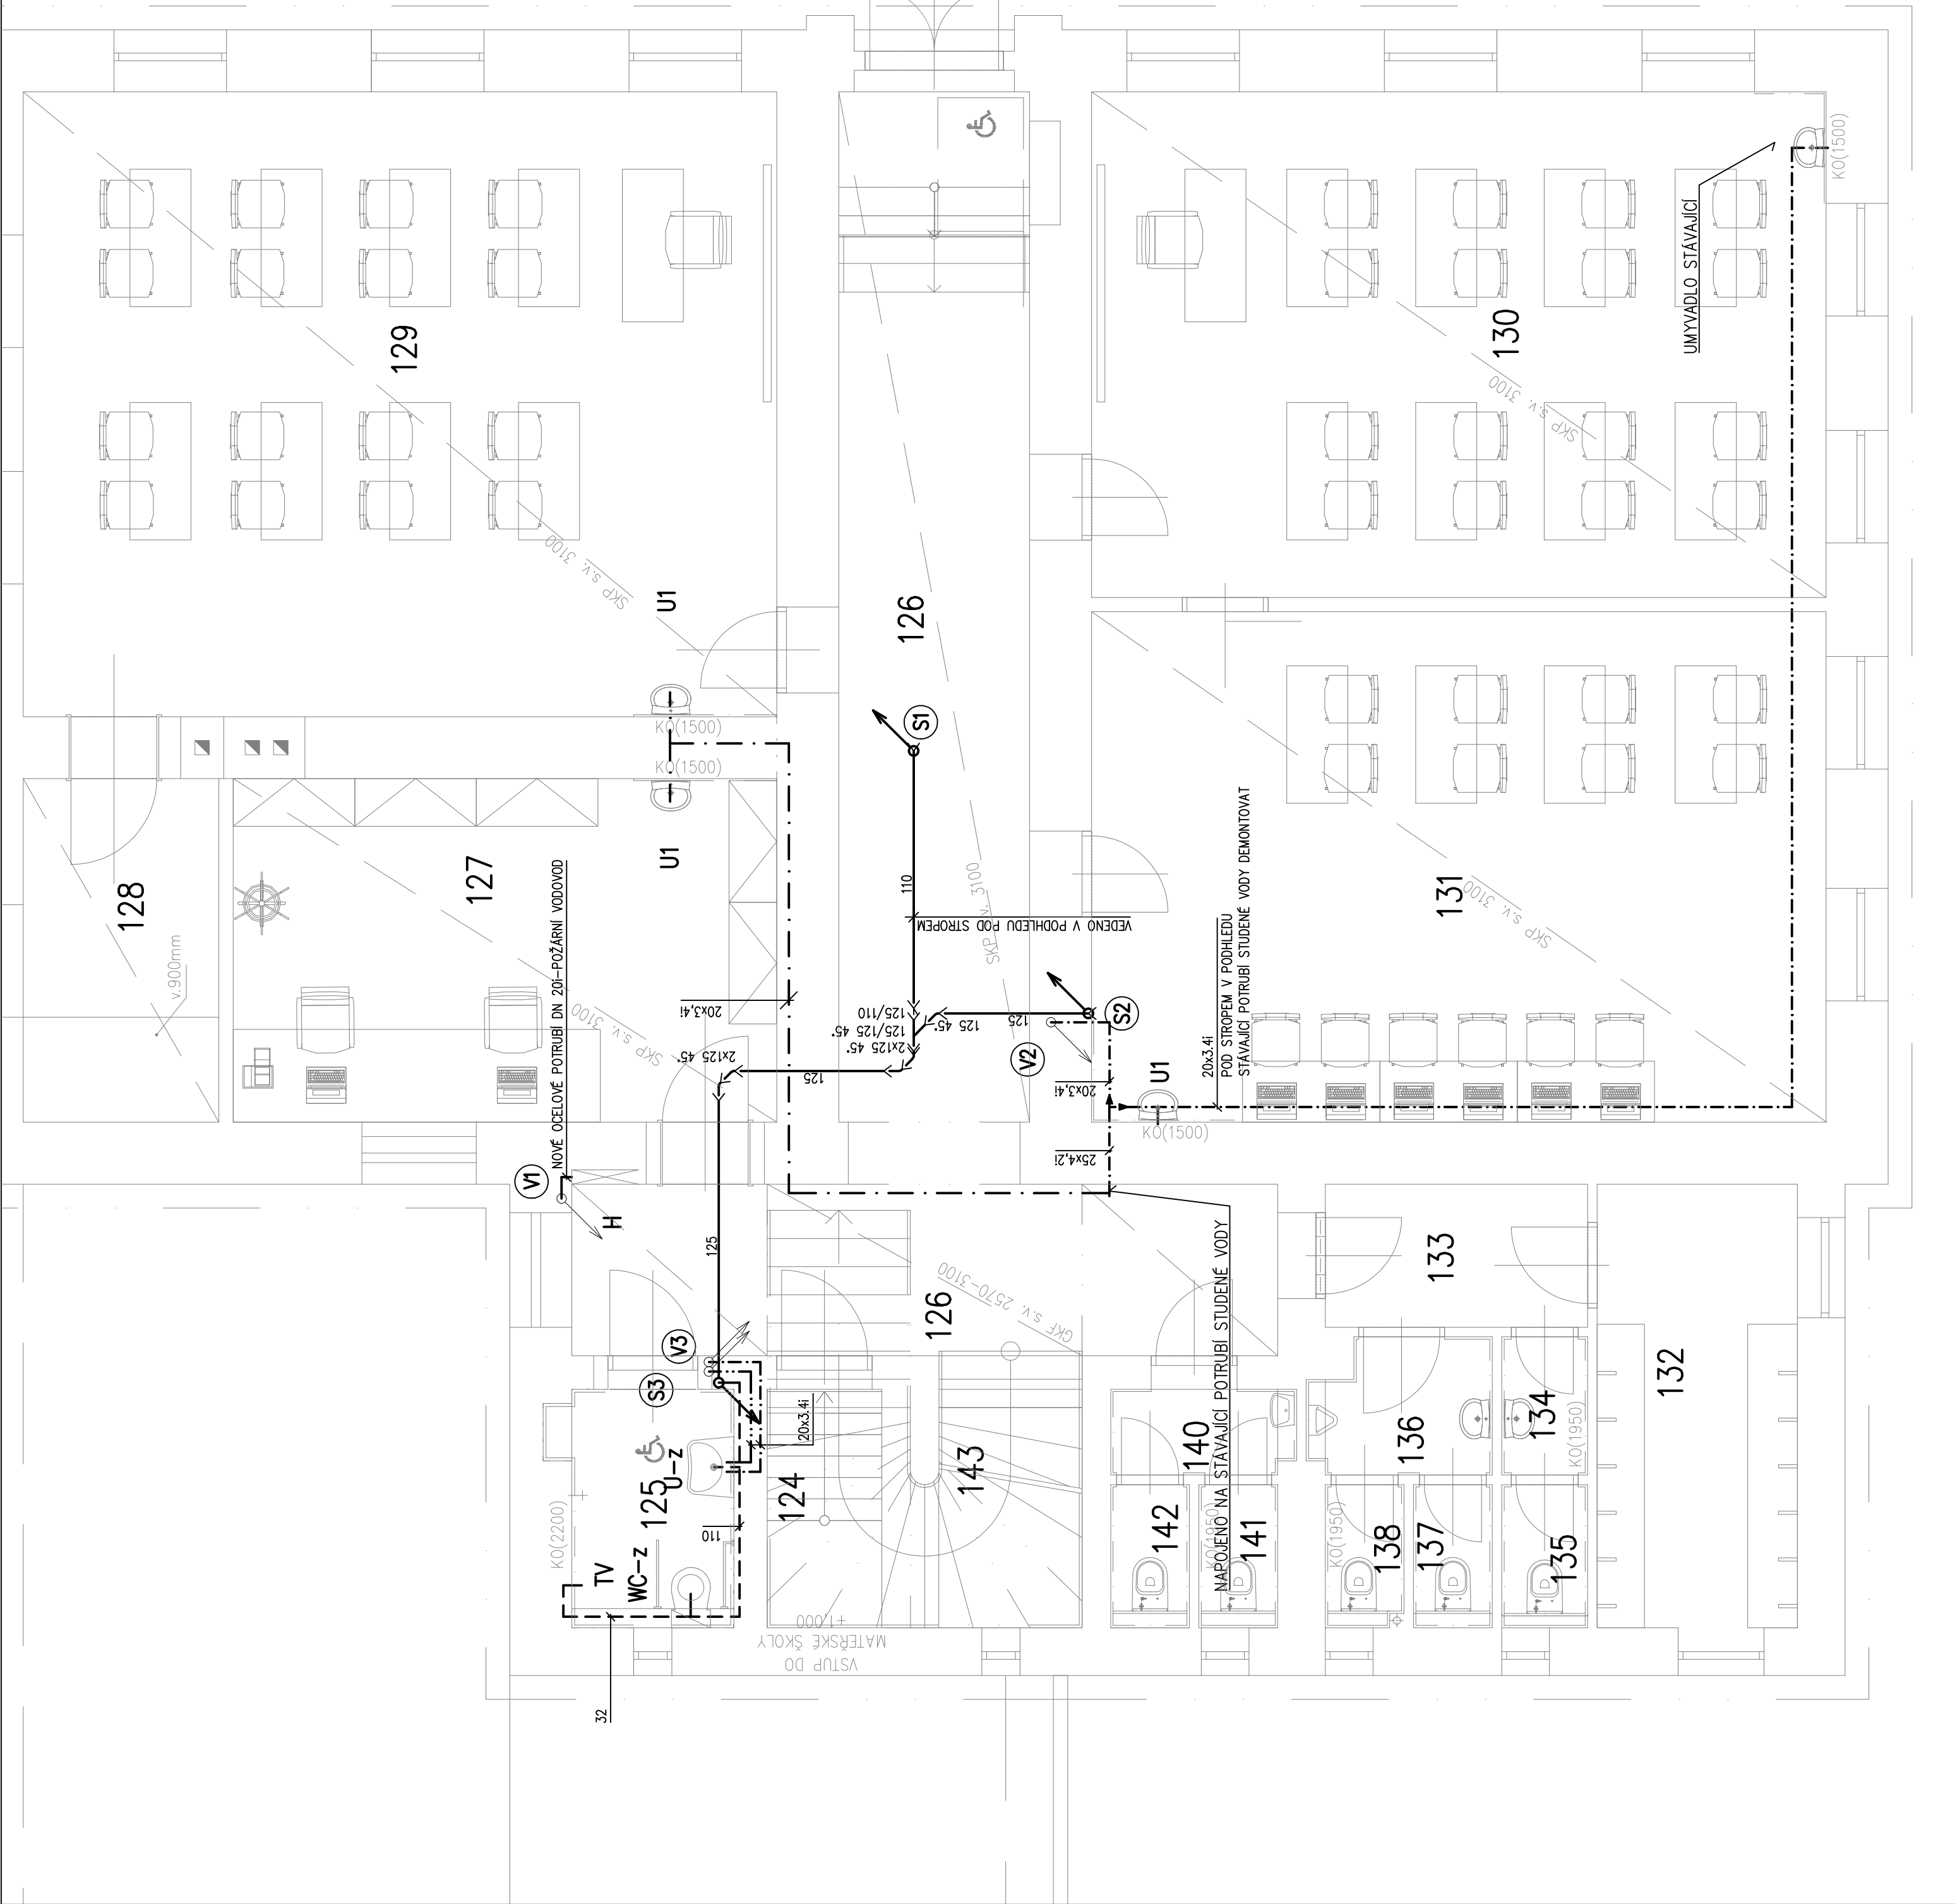 129
128
127
126
130
131
SKP s.v. 3100
SKP s.v. 3100
SKP s.v. 3100
SKP s.v. 3100
SKP s.v. 3100
v.900mm
U1
KO(1500)
KO(1500)
U1
S1
110
VEDENO V PODHLEDU POD STROPEM
UMYVADLO STÁVAJÍCÍ
KO(1500)
NOVÉ OCELOVÉ POTRUBÍ DN 20i-POŽÁRNÍ VODOVOD
V1
H
20x3,4i
2x125 45°
125
125/110
125/125 45°
2x125 45°
125 45°
125
V2
S2
20x3,4i
U1
KO(1500)
20x3.4i
POD STROPEM V PODHLEDU
STÁVAJÍCÍ POTRUBÍ STUDENÉ VODY DEMONTOVAT
25x4,2i
125
V3
S3
20x3.4i
126
GKF s.v. 2570-3100
NAPOJENO NA STÁVAJÍCÍ POTRUBÍ STUDENÉ VODY
133
132
134
KO(1950)
136
140
143
124
125
U-z
KO(2200)
110
TV
WC-z
32
142
KO(1950)
141
KO(1950)
138
137
135
+1,000
VSTUP DO
MATEŘSKÉ ŠKOLY